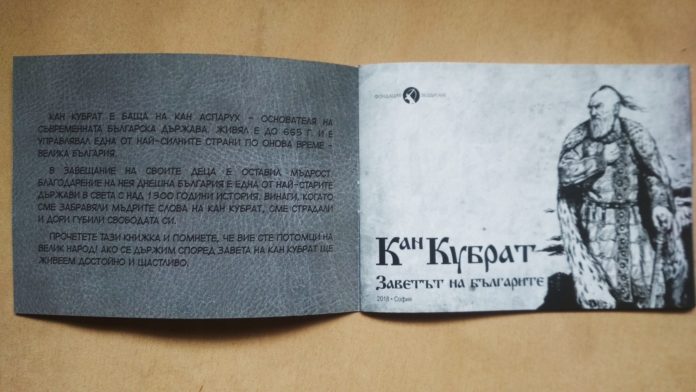 КАН КУБРАТ Е БАЩА НА КАН АСПАРУХ - ОСНОВАТЕЛЯ НА
СЪВРЕМЕННАТА БЪЛГАРСКА ДЪРЖАВА. ЖИВЯЛ Е ДО 665 Г. И Е
УПРАВЛЯВАЛ ЕДНА ОТ НАЙ-СИЛНИТЕ СТРАНИ ПО ОНОВА ВРЕМЕ -
ВЕЛИКА БЪЛГАРИЯ.
В ЗАВЕЩАНИЕ НА СВОИТЕ ДЕЦА Е ОСТАВИЛ МЪДРОСТ,
БЛАГОДАРЕНИЕ НА НЕЯ ДНЕШНА БЪЛГАРИЯ Е ЕДНА ОТ НАЙ-СТАРИТЕ
ДЪРЖАВИ В СВЕТА С НАД 1300 ГОДИНИ ИСТОРИЯ. ВИНАГИ, КОГАТО
СМЕ ЗАБРАВЯЛИ МЪДРИТЕ СЛОВА НА КАН КУБРАТ, СМЕ СТРАДАЛИ
И ДОРИ ГУБИЛИ СВОБОДАТА СИ.
ПРОЧЕТЕТЕ ТАЗИ КНИЖКА И ПОМНЕТЕ, ЧЕ ВИЕ СТЕ ПОТОМЦИ НА
ВЕЛИК НАРОД! АКО СЕ ДЪРЖИМ СПОРЕД ЗАВЕТА НА КАН КУБРАТ ЩЕ
ЖИВЕЕМ ДОСТОЙНО И ЩАСТЛИВО.
ФОНДАЦИЯ
Кан Кубрат
Заветът на българите
2018 • София